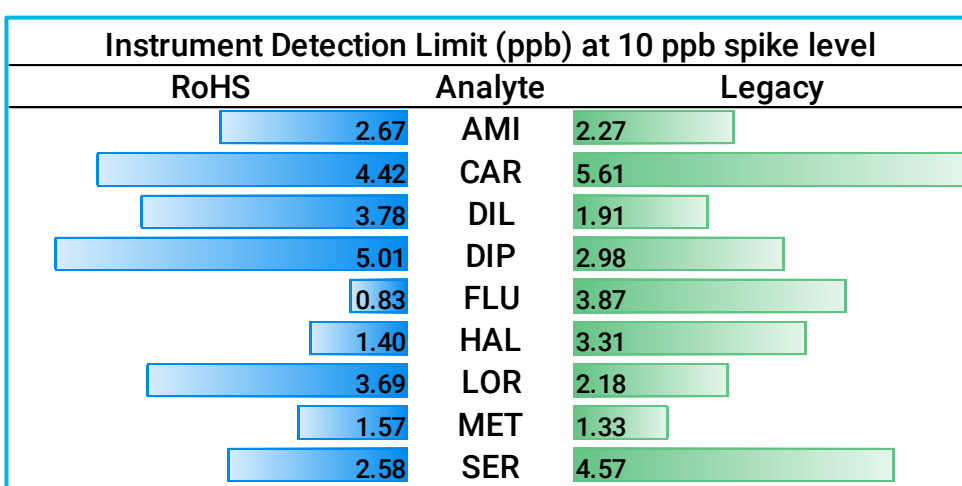 Instrument Detection Limit (ppb) at 10 ppb spike level
RoHS Analyte Legacy
2.67 AMI 2.27
4.42 CAR 5.61
3.78 DIL 1.91
5.01 DIP 2.98
0.83 FLU 3.87
1.40 HAL 3.31
3.69 LOR 2.18
1.57 MET 1.33
2.58 SER 4.57